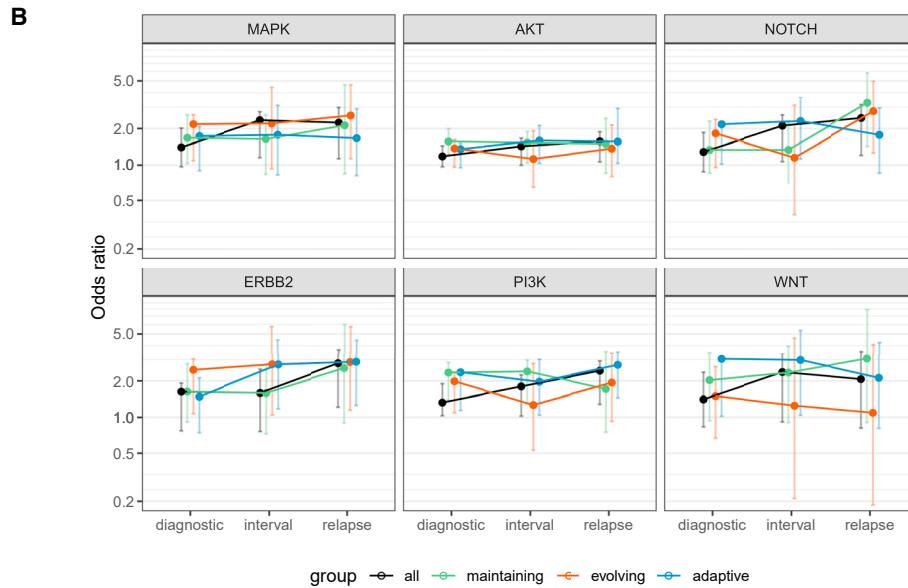 B
MAPK AKT NOTCH
5.0
2.0
1.0
0.5
0.2
ERBB2 PI3K WNT
5.0
2.0
1.0
0.5
0.2
Odds ratio
diagnostic interval relapse diagnostic interval relapse diagnostic interval relapse
group all maintaining evolving adaptive